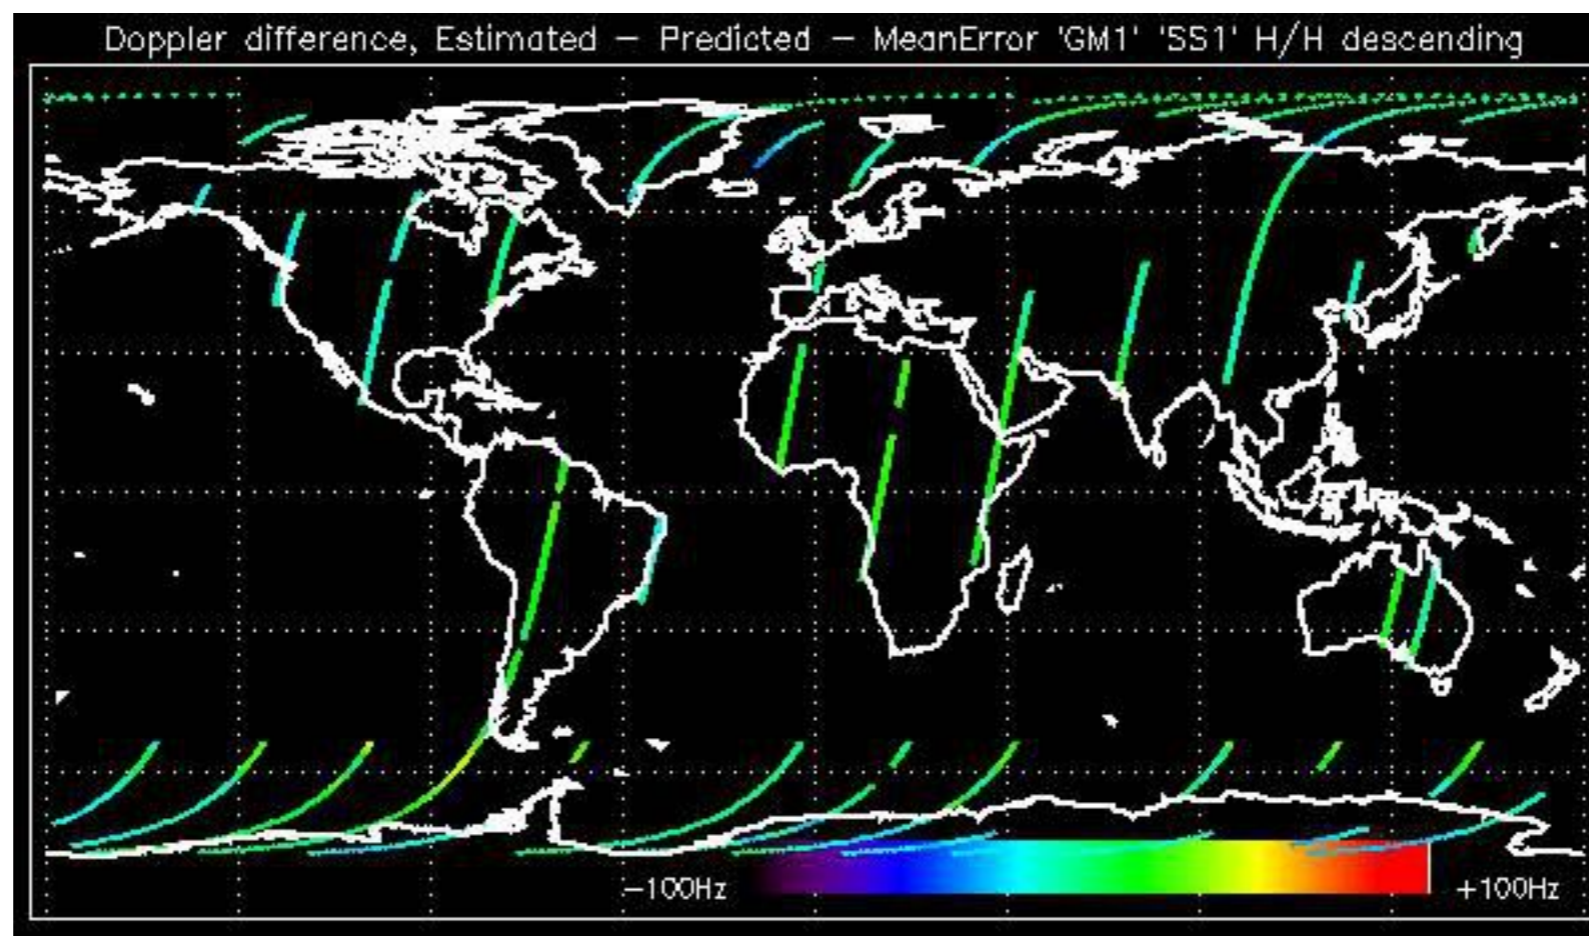 Doppler difference, Estimated − Predicted − MeanError 'GM1' 'SS1' H/H descending
−100Hz
+100Hz